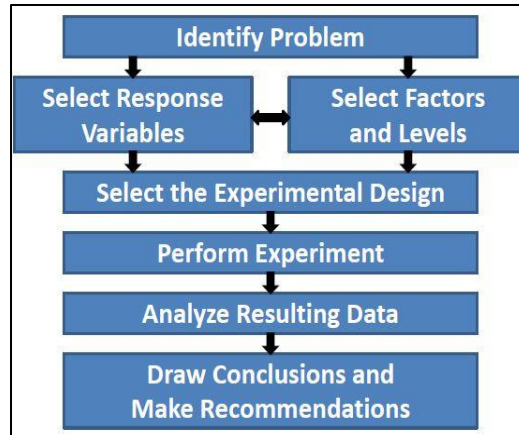 Identify Problem
Select Response
Variables
Select Factors
and Levels
Select the Experimental Design
Perform Experiment
Analyze Resulting Data
Draw Conclusions and
Make Recommendations